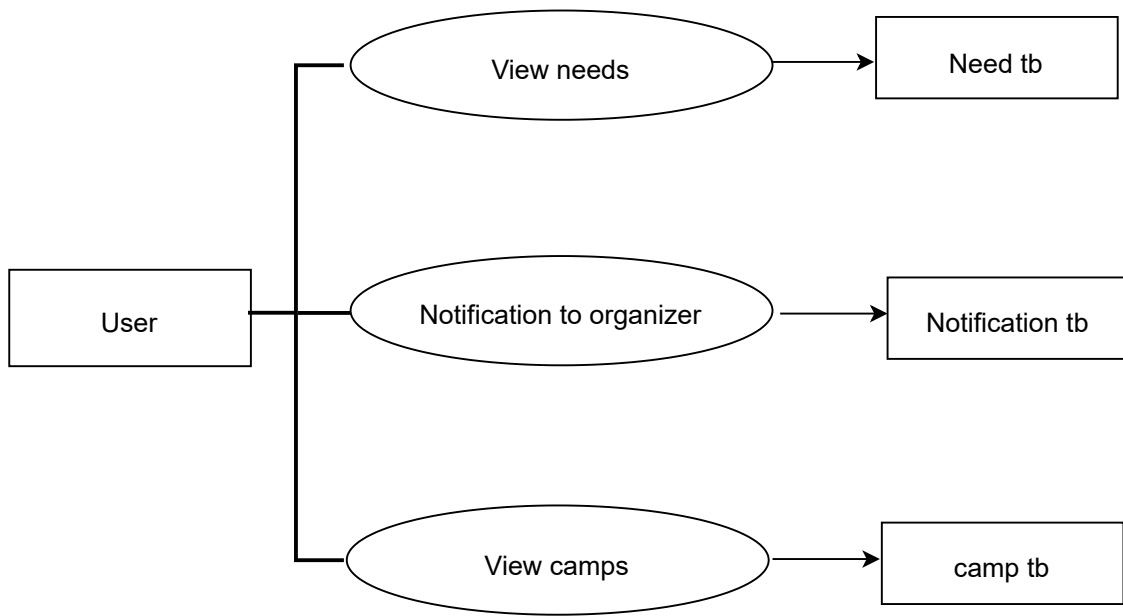 View needs
Need tb
User
Notification to organizer
Notification tb
View camps
camp tb